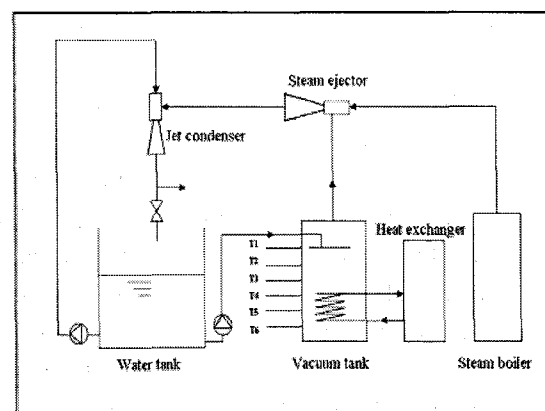 Steam ejector
Jet condenser
Heat exchanger
T1
T2
T3
T4
T5
T6
Water tank
Vacuum tank
Steam boiler